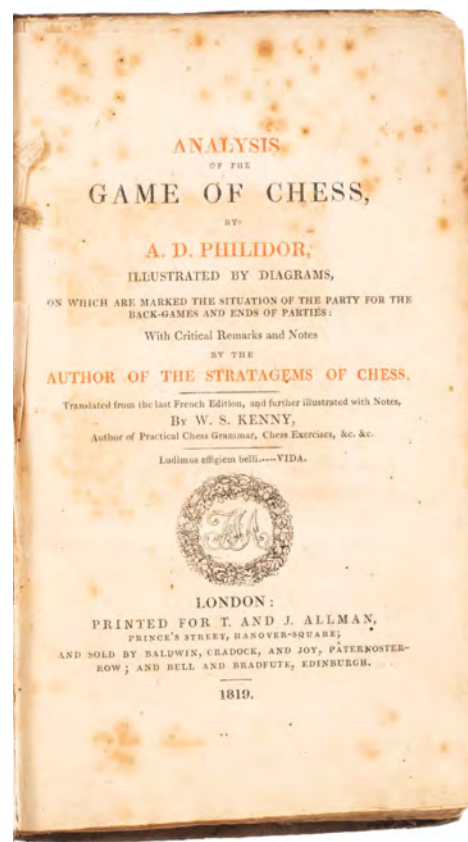 ANALYSIS
OF THE
GAME OF CHESS,
BY
A. D. PHILIDOR;
ILLUSTRATED BY DIAGRAMS,
ON WHICH ARE MARKED THE SITUATION OF THE PARTY FOR THE
BACK-GAMES AND ENDS OF PARTIES:
With Critical Remarks and Notes
BY THE
AUTHOR OF THE STRATAGEMS OF CHESS.
Translated from the last French Edition, and further illustrated with Notes,
BY W. S. KENNY,
Author of Practical Chess Grammar, Chess Exercises, &c. &c.
Ludimus effigiem belli.----VIDA.
LONDON:
PRINTED FOR T. AND J. ALLMAN,
PRINCE'S STREET, HANOVER-SQUARE;
AND SOLD BY BALDWIN, CRADOCK, AND JOY, PATERNOSTER-
ROW; AND BELL AND BRADFUTE, EDINBURGH.
1819.